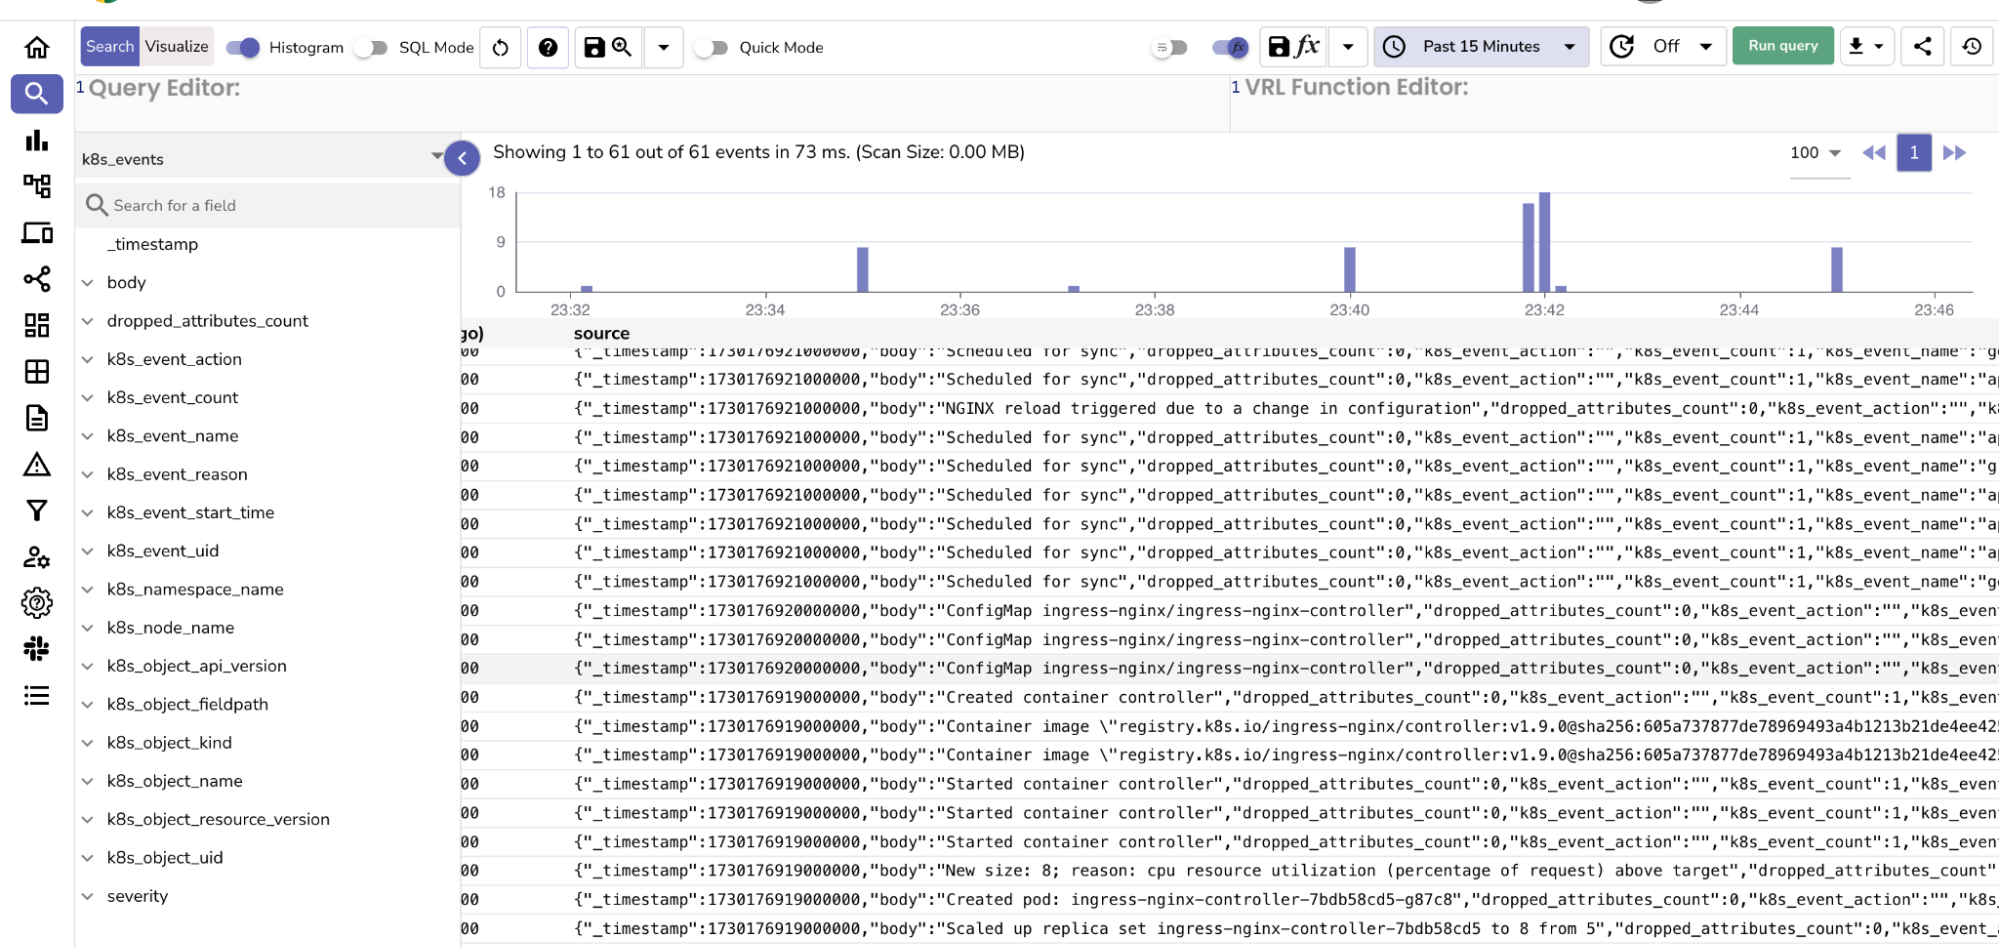 Search Visualize Histogram SQL Mode Quick Mode fx fx Past 15 Minutes Off Run query
1 Query Editor:
1 VRL Function Editor:
k8s_events
Search for a field
_timestamp
body
dropped_attributes_count
k8s_event_action
k8s_event_count
k8s_event_name
k8s_event_reason
k8s_event_start_time
k8s_event_uid
k8s_namespace_name
k8s_node_name
k8s_object_api_version
k8s_object_fieldpath
k8s_object_kind
k8s_object_name
k8s_object_resource_version
k8s_object_uid
severity
Showing 1 to 61 out of 61 events in 73 ms. (Scan Size: 0.00 MB) 100 1
18
9
0
23:32 23:34 23:36 23:38 23:40 23:42 23:44 23:46
go) source
00 {"_timestamp":1730176921000000,"body":"Scheduled for sync","dropped_attributes_count":0,"k8s_event_action":"","k8s_event_count":1,"k8s_event_name":"g
00 {"_timestamp":1730176921000000,"body":"Scheduled for sync","dropped_attributes_count":0,"k8s_event_action":"","k8s_event_count":1,"k8s_event_name":"a
00 {"_timestamp":1730176921000000,"body":"NGINX reload triggered due to a change in configuration","dropped_attributes_count":0,"k8s_event_action":"","k
00 {"_timestamp":1730176921000000,"body":"Scheduled for sync","dropped_attributes_count":0,"k8s_event_action":"","k8s_event_count":1,"k8s_event_name":"a
00 {"_timestamp":1730176921000000,"body":"Scheduled for sync","dropped_attributes_count":0,"k8s_event_action":"","k8s_event_count":1,"k8s_event_name":"g
00 {"_timestamp":1730176921000000,"body":"Scheduled for sync","dropped_attributes_count":0,"k8s_event_action":"","k8s_event_count":1,"k8s_event_name":"a
00 {"_timestamp":1730176921000000,"body":"Scheduled for sync","dropped_attributes_count":0,"k8s_event_action":"","k8s_event_count":1,"k8s_event_name":"a
00 {"_timestamp":1730176921000000,"body":"Scheduled for sync","dropped_attributes_count":0,"k8s_event_action":"","k8s_event_count":1,"k8s_event_name":"a
00 {"_timestamp":1730176921000000,"body":"Scheduled for sync","dropped_attributes_count":0,"k8s_event_action":"","k8s_event_count":1,"k8s_event_name":"g
00 {"_timestamp":1730176920000000,"body":"ConfigMap ingress-nginx/ingress-nginx-controller","dropped_attributes_count":0,"k8s_event_action":"","k8s_even
00 {"_timestamp":1730176920000000,"body":"ConfigMap ingress-nginx/ingress-nginx-controller","dropped_attributes_count":0,"k8s_event_action":"","k8s_even
00 {"_timestamp":1730176920000000,"body":"ConfigMap ingress-nginx/ingress-nginx-controller","dropped_attributes_count":0,"k8s_event_action":"","k8s_even
00 {"_timestamp":1730176919000000,"body":"Created container controller","dropped_attributes_count":0,"k8s_event_action":"","k8s_event_count":1,"k8s_even
00 {"_timestamp":1730176919000000,"body":"Container image \"registry.k8s.io/ingress-nginx/controller:v1.9.0@sha256:605a737877de78969493a4b1213b21de4ee42
00 {"_timestamp":1730176919000000,"body":"Container image \"registry.k8s.io/ingress-nginx/controller:v1.9.0@sha256:605a737877de78969493a4b1213b21de4ee42
00 {"_timestamp":1730176919000000,"body":"Started container controller","dropped_attributes_count":0,"k8s_event_action":"","k8s_event_count":1,"k8s_even
00 {"_timestamp":1730176919000000,"body":"Started container controller","dropped_attributes_count":0,"k8s_event_action":"","k8s_event_count":1,"k8s_even
00 {"_timestamp":1730176919000000,"body":"Started container controller","dropped_attributes_count":0,"k8s_event_action":"","k8s_event_count":1,"k8s_even
00 {"_timestamp":1730176919000000,"body":"New size: 8; reason: cpu resource utilization (percentage of request) above target","dropped_attributes_count"
00 {"_timestamp":1730176919000000,"body":"Created pod: ingress-nginx-controller-7bdb58cd5-g87c8","dropped_attributes_count":0,"k8s_event_action":"","k8s
00 {"_timestamp":1730176919000000,"body":"Scaled up replica set ingress-nginx-controller-7bdb58cd5 to 8 from 5","dropped_attributes_count":0,"k8s_event_